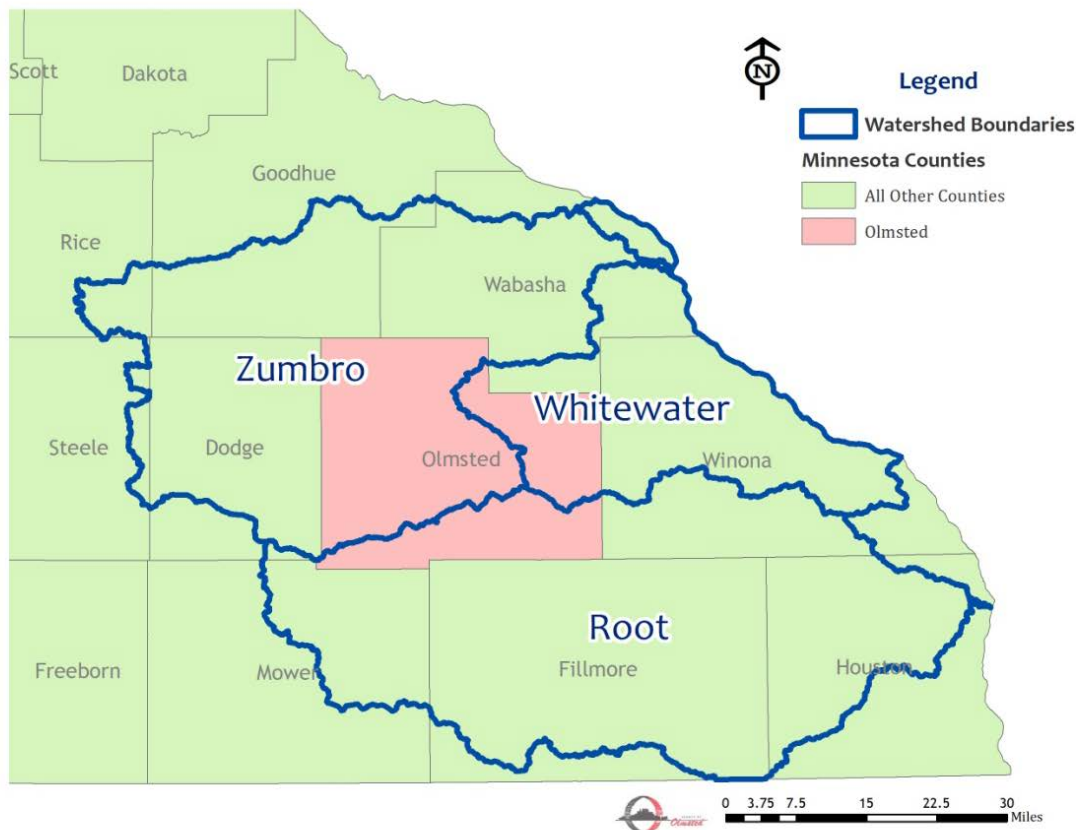 Scott
Dakota
Goodhue
Rice
Wabasha
Zumbro
Whitewater
Steele
Dodge
Olmsted
Winona
Root
Freeborn
Mower
Fillmore
Houston
N
Legend
Watershed Boundaries
Minnesota Counties
All Other Counties
Olmsted
Olmsted
0 3.75 7.5 15 22.5 30
Miles